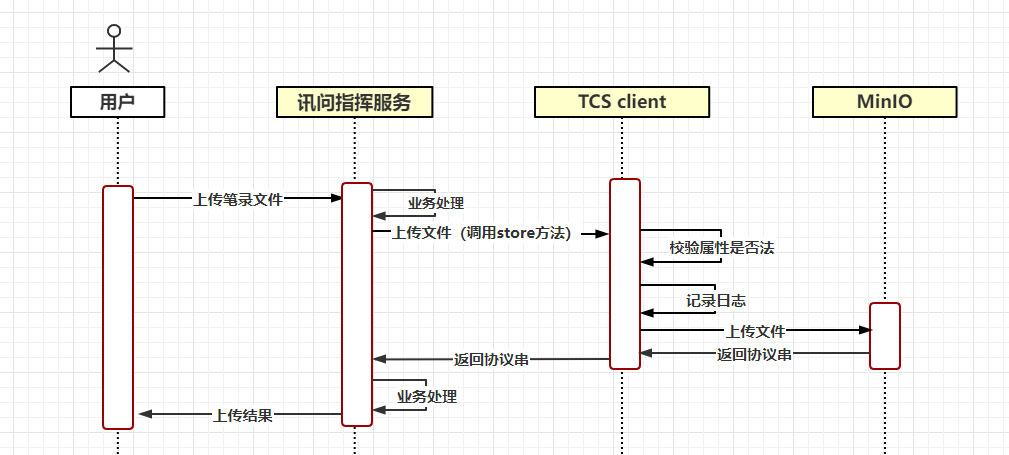 用户
讯问指挥服务
TCS client
MinIO
上传笔录文件
业务处理
上传文件（调用store方法）
校验属性是否法
记录日志
上传文件
返回协议串
返回协议串
业务处理
上传结果